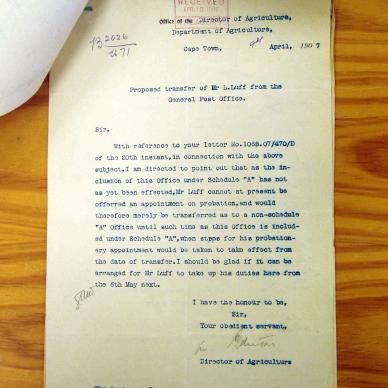 RECEIVED
Office of the Director of Agriculture,
Department of Agriculture,
Cape Town, April, 1907
Proposed transfer of Mr L.Luff from the
General Post Office.
Sir,
With reference to your letter No.1068.07/470/D
of the 20th instant,in connection with the above
subject,I am directed to point out that as the in-
clusion of this Office under Schedule "A" has not
as yet been effected,Mr Luff cannot at present be
offerred an appointment on probation,and would
therefore merely be transferred as to a non-schedule
"A" Office until such time as this Office is includ-
ed under Schedule "A",when steps for his probation-
ery appointment would be taken to take effect from
the date of transfer.I should be glad if it can be
arranged for Mr Luff to take up his duties here from
the 6th May next.
I have the honour to be,
Sir,
Your obedient servant,
Director of Agriculture